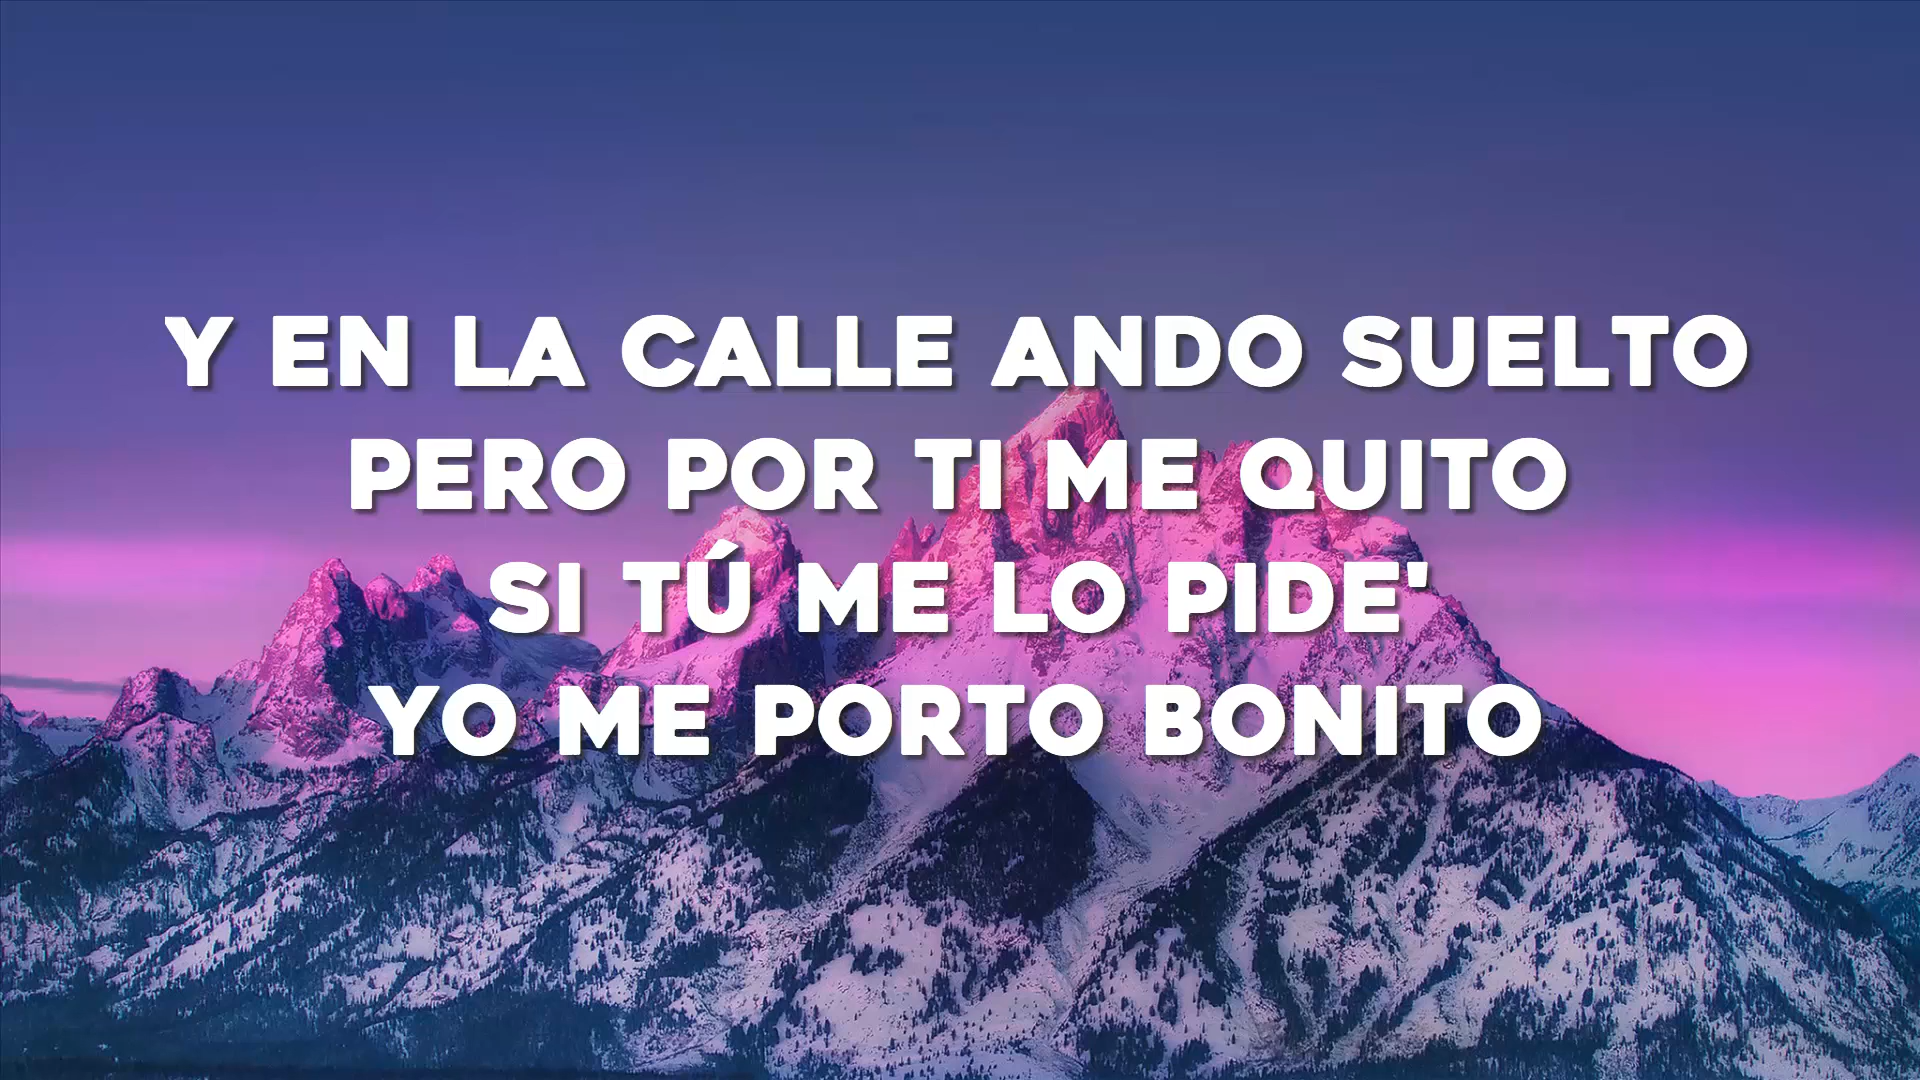 Y EN LA CALLE ANDO SUELTO
PERO POR TI ME QUITO
SI TÚ ME LO PIDE'
YO ME PORTO BONITO